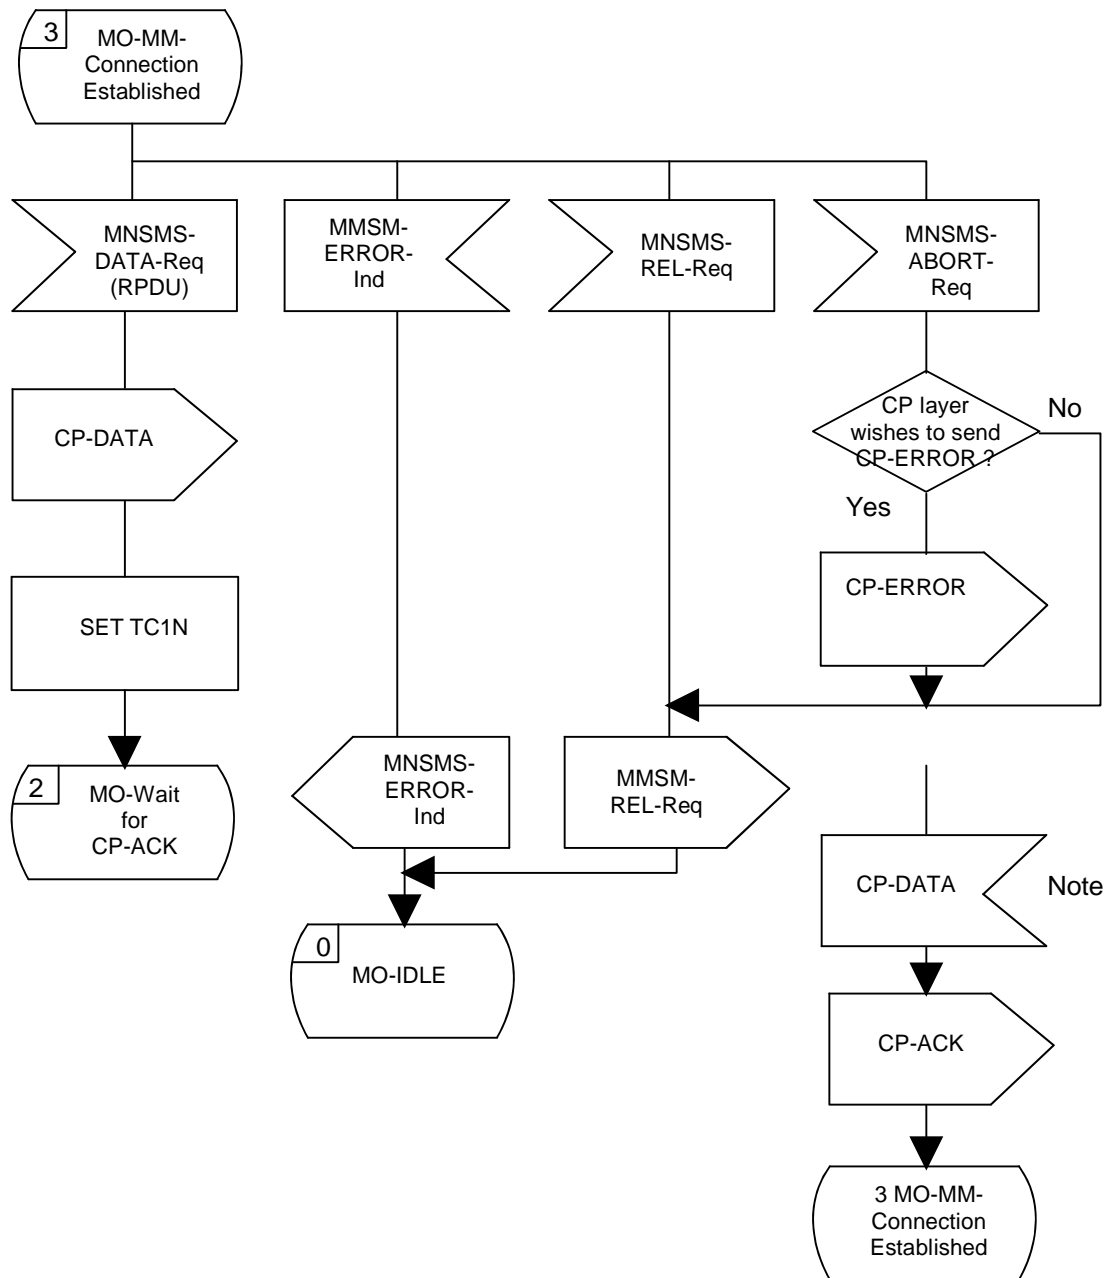 3
MO-MM-
Connection
Established
MNSMS-
DATA-Req
(RPDU)
MMSM-
ERROR-
Ind
MNSMS-
REL-Req
MNSMS-
ABORT-
Req
CP-DATA
CP layer
wishes to send
CP-ERROR ?
No
Yes
CP-ERROR
SET TC1N
2
MO-Wait
for
CP-ACK
MNSMS-
ERROR-
Ind
MMSM-
REL-Req
CP-DATA
Note
0
MO-IDLE
CP-ACK
3 MO-MM-
Connection
Established